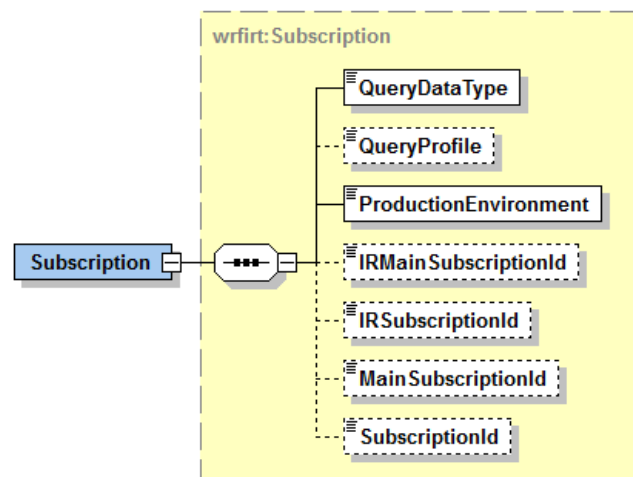 wrfirt:Subscription
QueryDataType
QueryProfile
ProductionEnvironment
Subscription
IRMainSubscriptionId
IRSubscriptionId
MainSubscriptionId
SubscriptionId